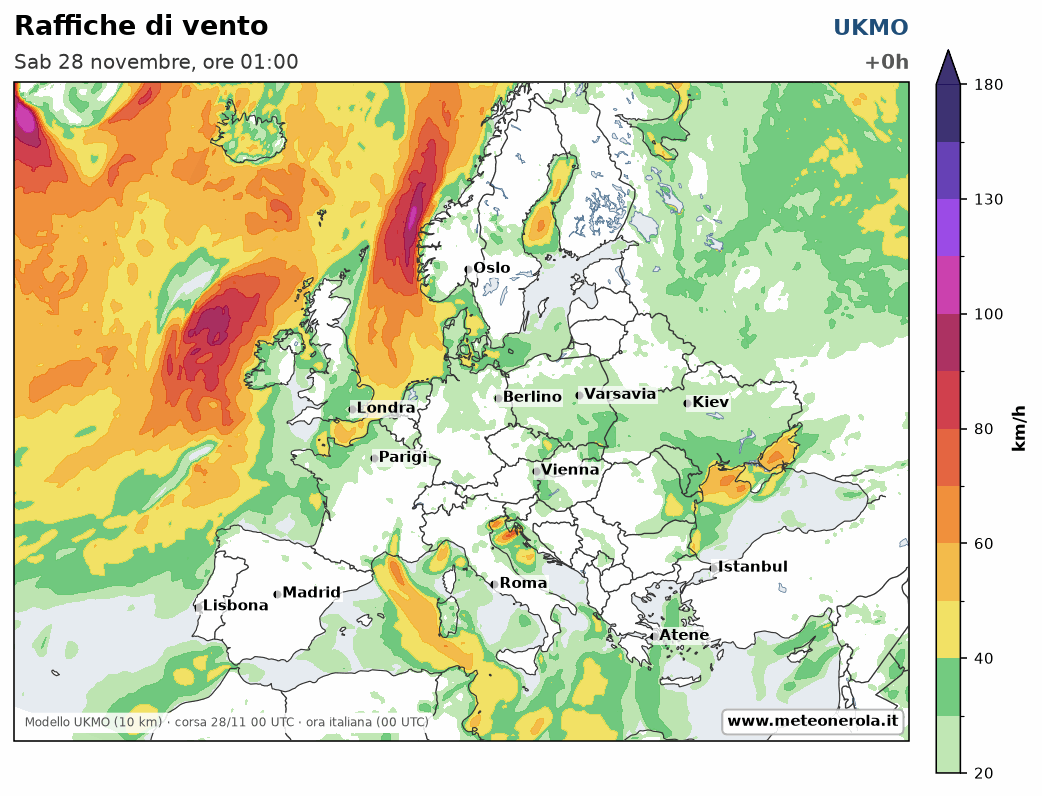 Raffiche di vento
UKMO
Sab 28 novembre, ore 01:00
+0h
180
130
100
80
60
40
20
km/h
Oslo
Londra
Berlino
Varsavia
Kiev
Parigi
Vienna
Istanbul
Madrid
Roma
Lisbona
Atene
Modello UKMO (10 km) · corsa 28/11 00 UTC · ora italiana (00 UTC)
www.meteonerola.it